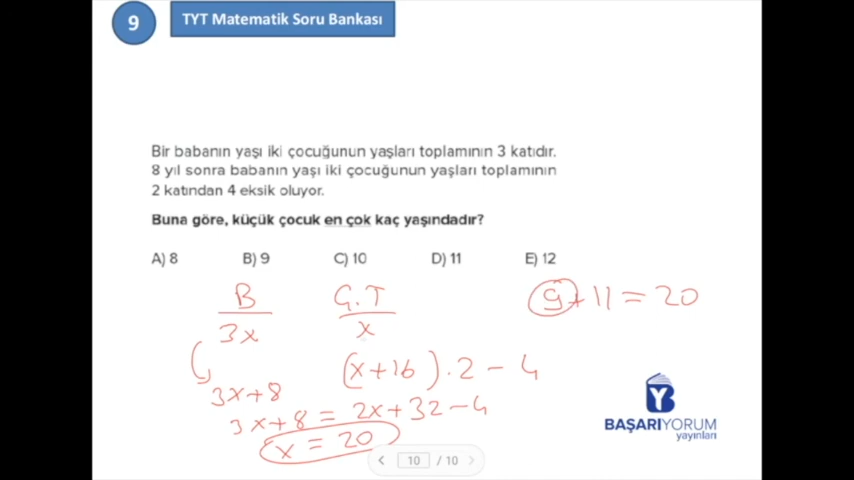 9
TYT Matematik Soru Bankası
Bir babanın yaşı iki çocuğunun yaşları toplamının 3 katıdır.
8 yıl sonra babanın yaşı iki çocuğunun yaşları toplamının
2 katından 4 eksik oluyor.
Buna göre, küçük çocuk en çok kaç yaşındadır?
A) 8 B) 9 C) 10 D) 11 E) 12
B Ç.T 9+11=20
3x x
(x+16).2-4
3x+8
3x+8=2x+32-4
x=20
BAŞARIYORUM
yayınları
10 / 10